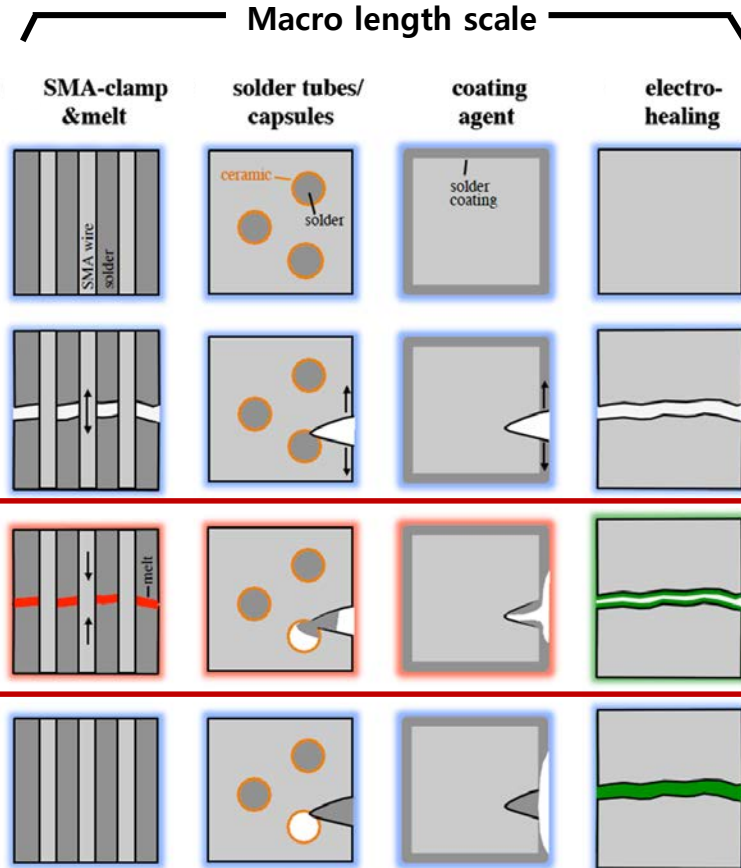 Macro length scale
SMA-clamp
&melt
solder tubes/
capsules
coating
agent
electro-
healing
SMA wire
solder
ceramic
solder
solder
coating
melt